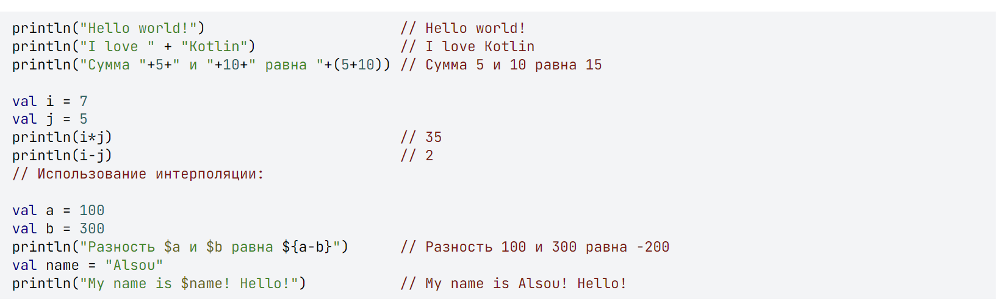 println("Hello world!")                       // Hello world!
println("I love " + "Kotlin")                 // I love Kotlin
println("Сумма "+5+" и "+10+" равна "+(5+10)) // Сумма 5 и 10 равна 15
val i = 7
val j = 5
println(i*j)                                  // 35
println(i-j)                                  // 2
// Использование интерполяции:
val a = 100
val b = 300
println("Разность $a и $b равна ${a-b}")      // Разность 100 и 300 равна -200
val name = "Alsou"
println("My name is $name! Hello!")           // My name is Alsou! Hello!